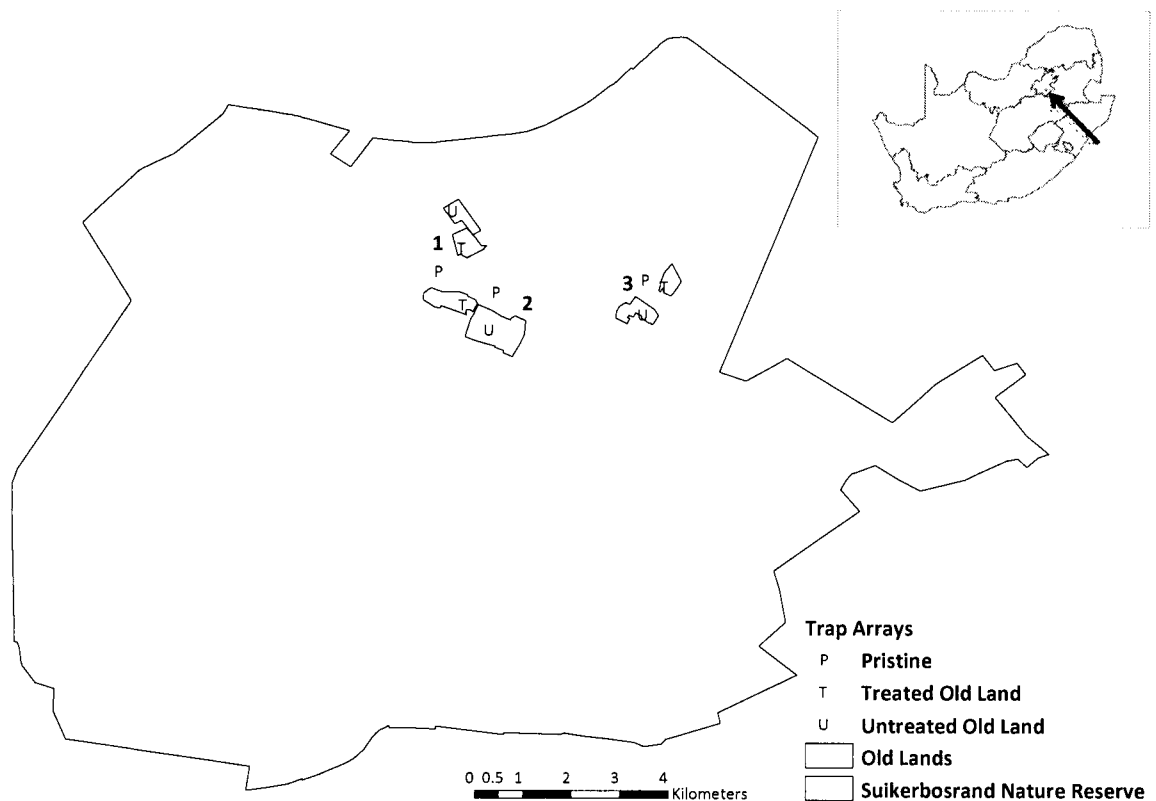 U
1 T
P
P
T 2
U
3 P T
U
Trap Arrays
P Pristine
T Treated Old Land
U Untreated Old Land
Old Lands
Suikerbosrand Nature Reserve
0 0.5 1 2 3 4
Kilometers